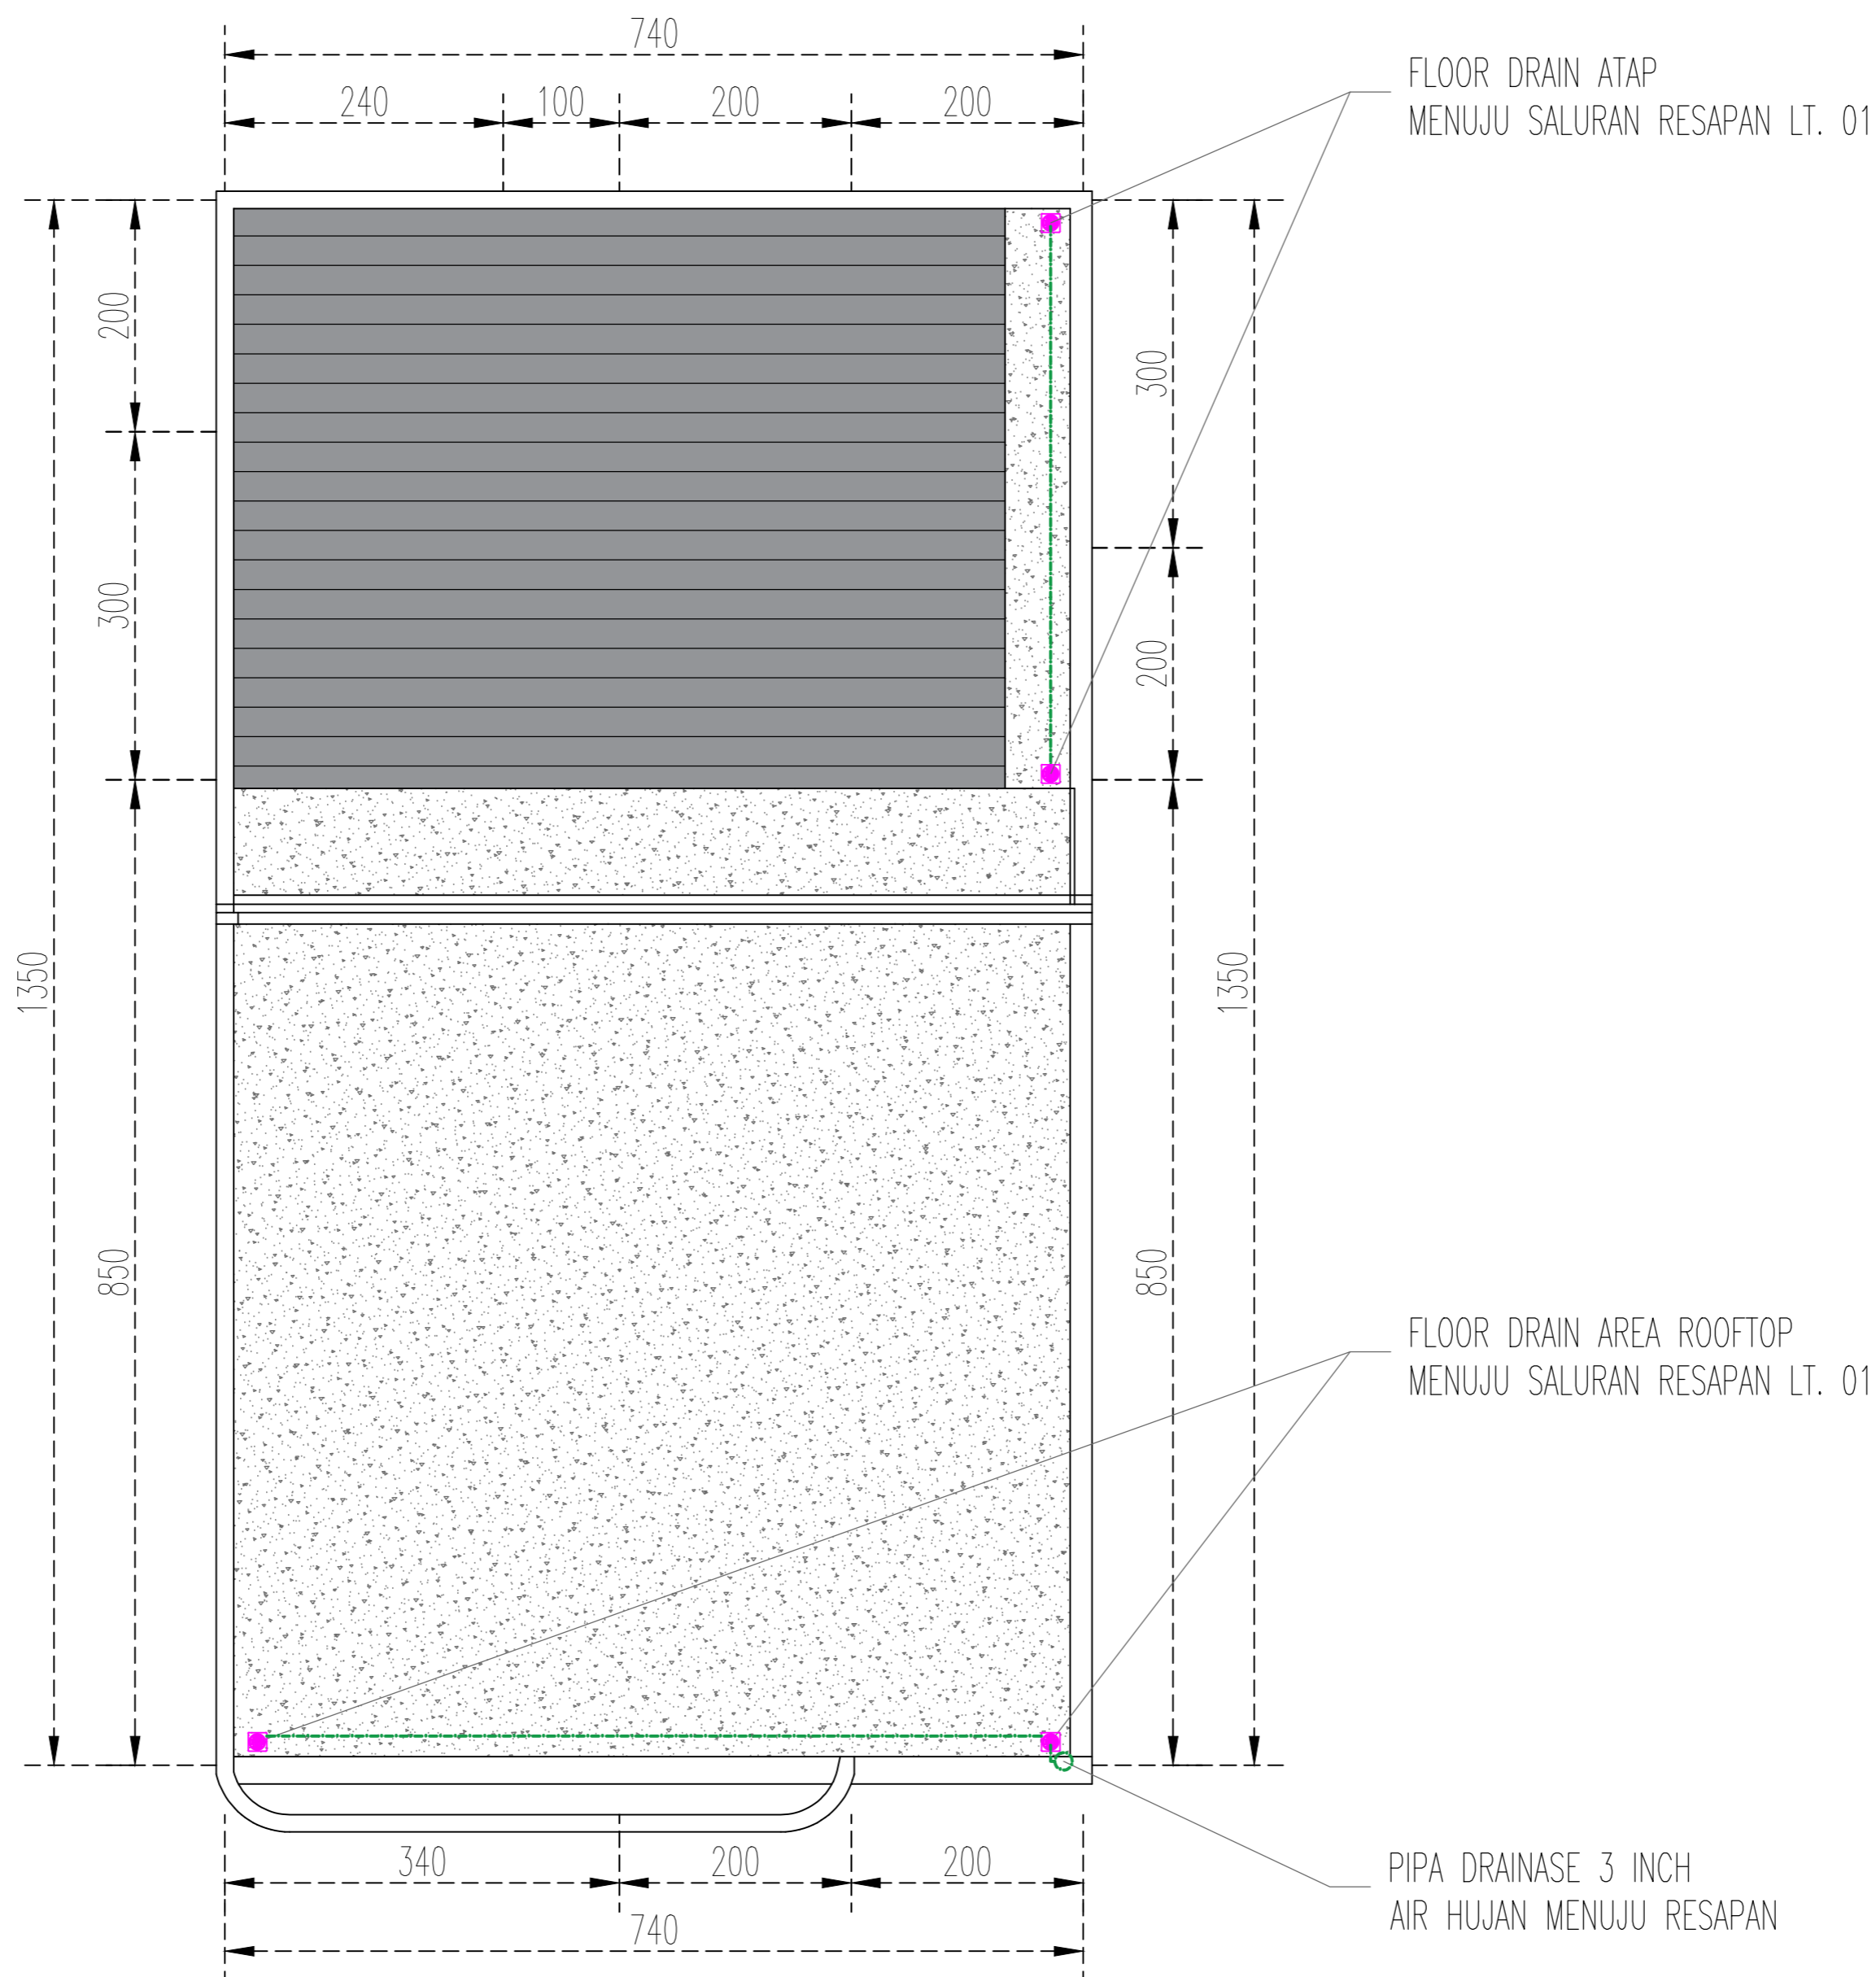 740
240
100
200
200
FLOOR DRAIN ATAP
MENUJU SALURAN RESAPAN LT. 01
200
300
300
200
1350
1350
850
850
FLOOR DRAIN AREA ROOFTOP
MENUJU SALURAN RESAPAN LT. 01
340
200
200
PIPA DRAINASE 3 INCH
AIR HUJAN MENUJU RESAPAN
740